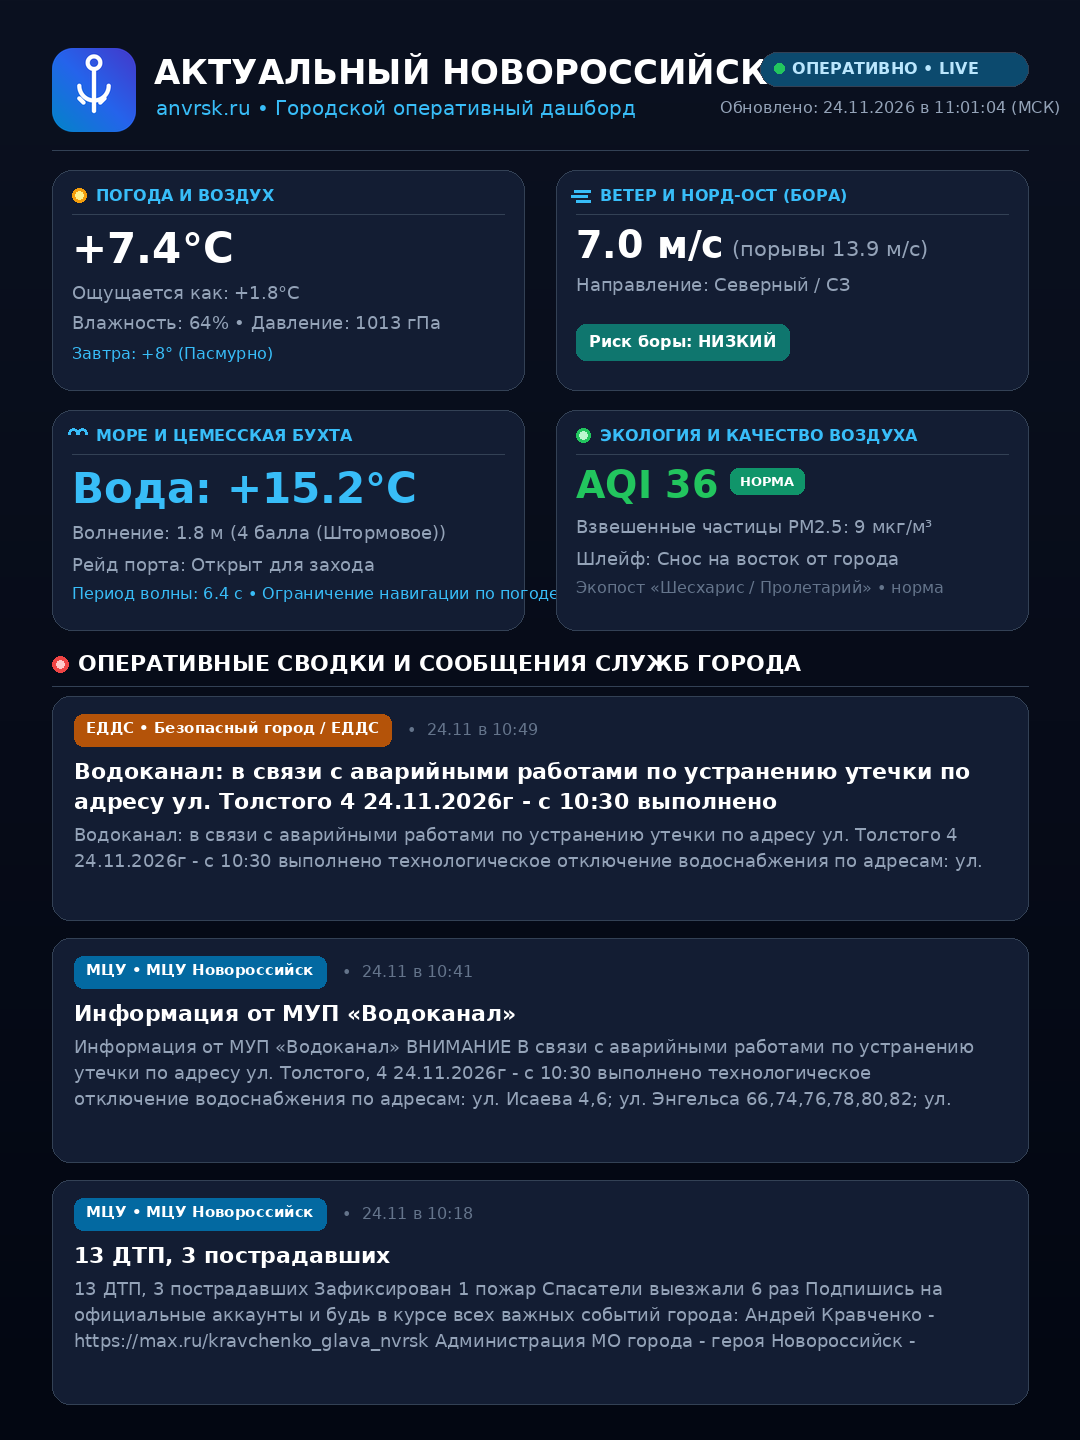 АКТУАЛЬНЫЙ НОВОРОССИЙСК
ОПЕРАТИВНО • LIVE
anvrsk.ru • Городской оперативный дашборд
Обновлено: 24.11.2026 в 11:01:04 (МСК)
ПОГОДА И ВОЗДУХ
+7.4°C
Ощущается как: +1.8°C
Влажность: 64% • Давление: 1013 гПа
Завтра: +8° (Пасмурно)
ВЕТЕР И НОРД-ОСТ (БОРА)
7.0 м/с (порывы 13.9 м/с)
Направление: Северный / СЗ
Риск боры: НИЗКИЙ
МОРЕ И ЦЕМЕССКАЯ БУХТА
Вода: +15.2°C
Волнение: 1.8 м (4 балла (Штормовое))
Рейд порта: Открыт для захода
Период волны: 6.4 с • Ограничение навигации по погоде
ЭКОЛОГИЯ И КАЧЕСТВО ВОЗДУХА
AQI 36 НОРМА
Взвешенные частицы PM2.5: 9 мкг/м³
Шлейф: Снос на восток от города
Экопост «Шесхарис / Пролетарий» • норма
ОПЕРАТИВНЫЕ СВОДКИ И СООБЩЕНИЯ СЛУЖБ ГОРОДА
ЕДДС • Безопасный город / ЕДДС • 24.11 в 10:49
Водоканал: в связи с аварийными работами по устранению утечки по
адресу ул. Толстого 4 24.11.2026г - с 10:30 выполнено
Водоканал: в связи с аварийными работами по устранению утечки по адресу ул. Толстого 4
24.11.2026г - с 10:30 выполнено технологическое отключение водоснабжения по адресам: ул.
МЦУ • МЦУ Новороссийск • 24.11 в 10:41
Информация от МУП «Водоканал»
Информация от МУП «Водоканал» ВНИМАНИЕ В связи с аварийными работами по устранению
утечки по адресу ул. Толстого, 4 24.11.2026г - с 10:30 выполнено технологическое
отключение водоснабжения по адресам: ул. Исаева 4,6; ул. Энгельса 66,74,76,78,80,82; ул.
МЦУ • МЦУ Новороссийск • 24.11 в 10:18
13 ДТП, 3 пострадавших
13 ДТП, 3 пострадавших Зафиксирован 1 пожар Спасатели выезжали 6 раз Подпишись на
официальные аккаунты и будь в курсе всех важных событий города: Андрей Кравченко -
https://max.ru/kravchenko_glava_nvrsk Администрация МО города - героя Новороссийск -